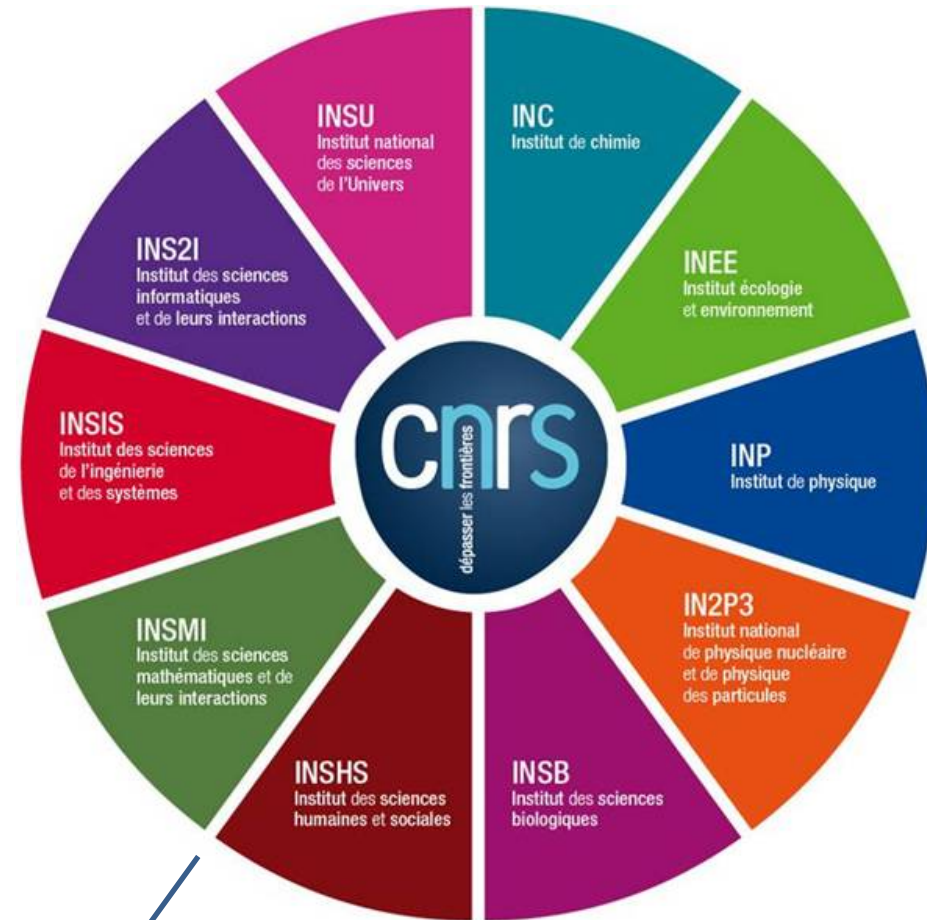 INSU
Institut national
des sciences
de l'Univers
INC
Institut de chimie
INEE
Institut écologie
et environnement
INP
Institut de physique
IN2P3
Institut national
de physique nucléaire
et de physique
des particules
INSB
Institut des sciences
biologiques
INSHS
Institut des sciences
humaines et sociales
INSMI
Institut des sciences
mathématiques et de
leurs interactions
INSIS
Institut des sciences
de l'ingénierie
et des systèmes
INS2I
Institut des sciences
informatiques
et de leurs interactions
cnrs
dépasser les frontières